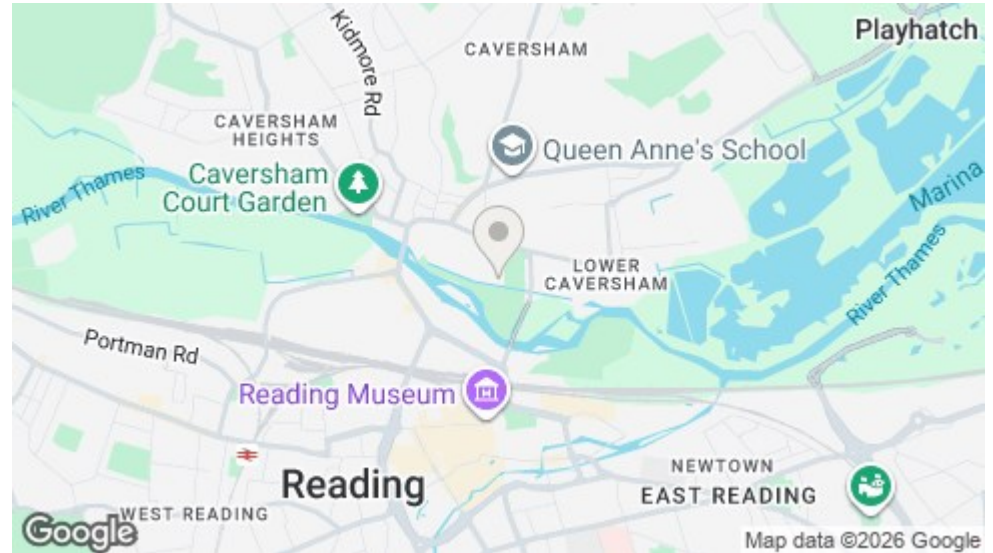 Playhatch
Kidmore Rd
CAVERSHAM
CAVERSHAM
HEIGHTS
Queen Anne's School
Caversham
Court Garden
River Thames
Marina
LOWER
CAVERSHAM
River Thames
Portman Rd
Reading Museum
Reading
NEWTOWN
EAST READING
WEST READING
Google
Map data ©2026 Google